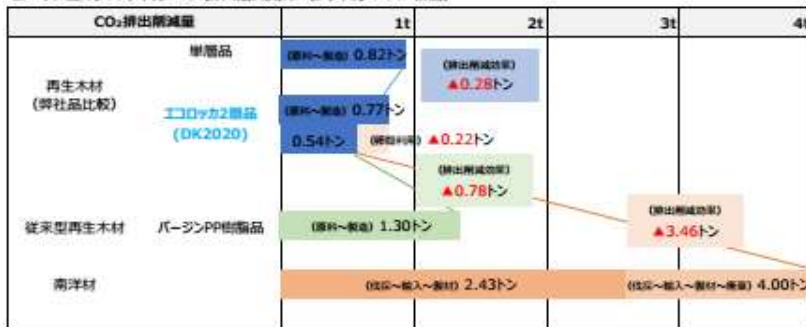 CO₂排出削減量 1t 2t 3t 4t
単層品 (原料～製造) 0.82トン
再生木材 (排出削減効果)
(弊社品比較) ▲0.28トン
エコロッカ2層品 (原料～製造) 0.77トン
(DK2020) 0.54トン ▲0.22トン
(排出削減効果)
▲0.78トン
(排出削減効果)
従来型再生木材 バージンPP樹脂品 (原料～製造) 1.30トン ▲3.46トン
南洋材 (伐採～輸入～製材) 2.43トン (伐採～輸入～製材～廃棄) 4.00トン